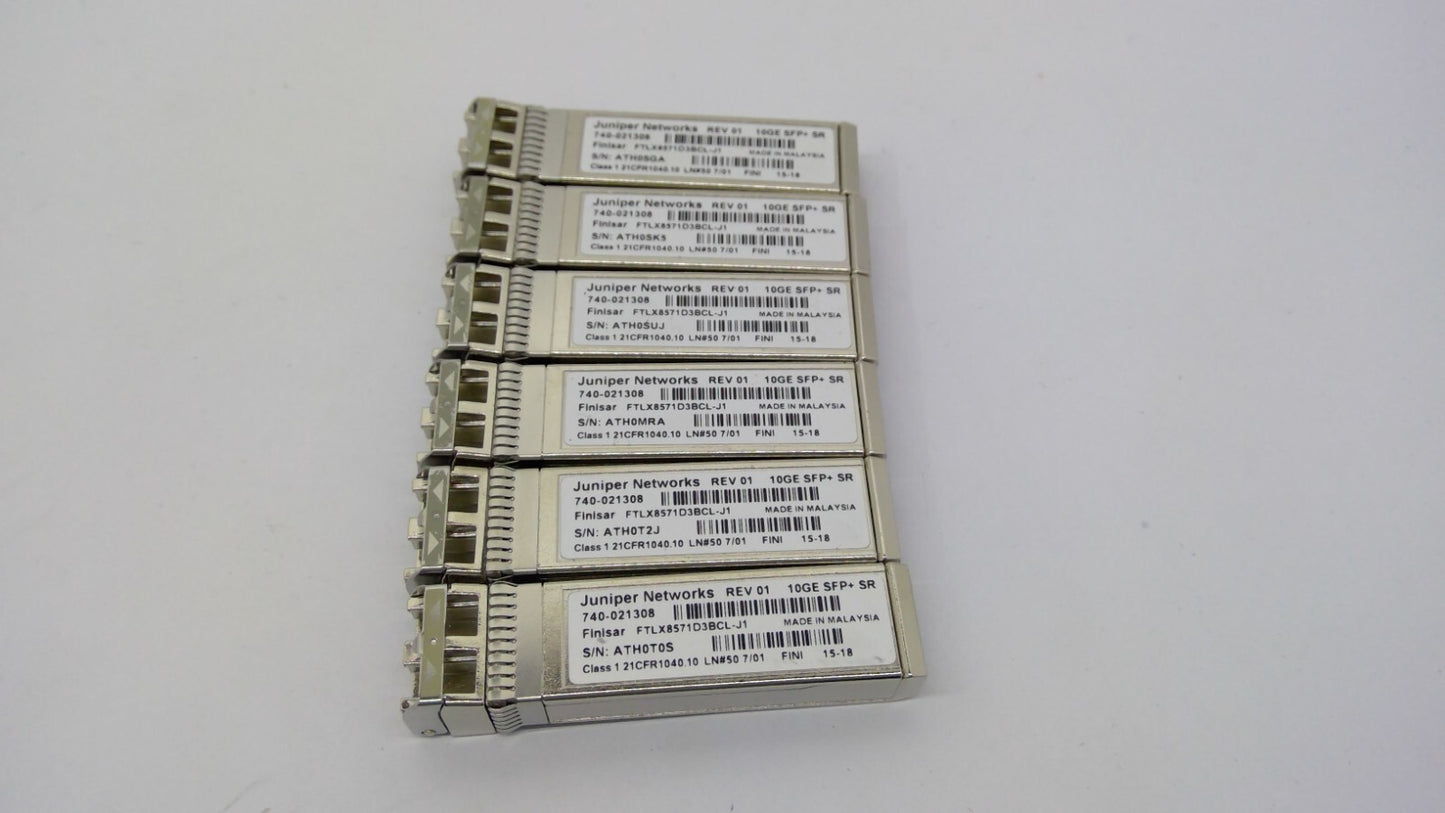 Juniper Networks REV 01 10GE SFP+ SR
740-021308
Finisar FTLX8571D3BCL-J1 MADE IN MALAYSIA
S/N: ATH0SGA
Class 1 21CFR1040.10 LN#50 7/01 FINI 15-18
Juniper Networks REV 01 10GE SFP+ SR
740-021308
Finisar FTLX8571D3BCL-J1 MADE IN MALAYSIA
S/N: ATH0SK5
Class 1 21CFR1040.10 LN#50 7/01 FINI 15-18
Juniper Networks REV 01 10GE SFP+ SR
740-021308
Finisar FTLX8571D3BCL-J1 MADE IN MALAYSIA
S/N: ATH0SUJ
Class 1 21CFR1040.10 LN#50 7/01 FINI 15-18
Juniper Networks REV 01 10GE SFP+ SR
740-021308
Finisar FTLX8571D3BCL-J1 MADE IN MALAYSIA
S/N: ATH0MRA
Class 1 21CFR1040.10 LN#50 7/01 FINI 15-18
Juniper Networks REV 01 10GE SFP+ SR
740-021308
Finisar FTLX8571D3BCL-J1 MADE IN MALAYSIA
S/N: ATH0T2J
Class 1 21CFR1040.10 LN#50 7/01 FINI 15-18
Juniper Networks REV 01 10GE SFP+ SR
740-021308
Finisar FTLX8571D3BCL-J1 MADE IN MALAYSIA
S/N: ATH0T0S
Class 1 21CFR1040.10 LN#50 7/01 FINI 15-18